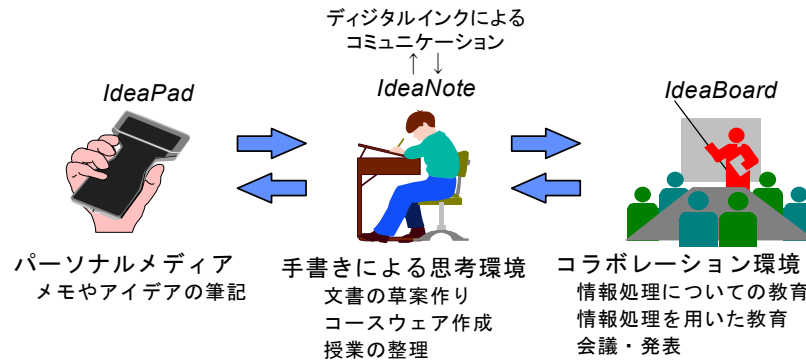 ディジタルインクによる
コミュニケーション
↑ ↓
IdeaPad
IdeaNote
IdeaBoard
パーソナルメディア
メモやアイデアの筆記
手書きによる思考環境
文書の草案作り
コースウェア作成
授業の整理
コラボレーション環境
情報処理についての教育
情報処理を用いた教育
会議・発表